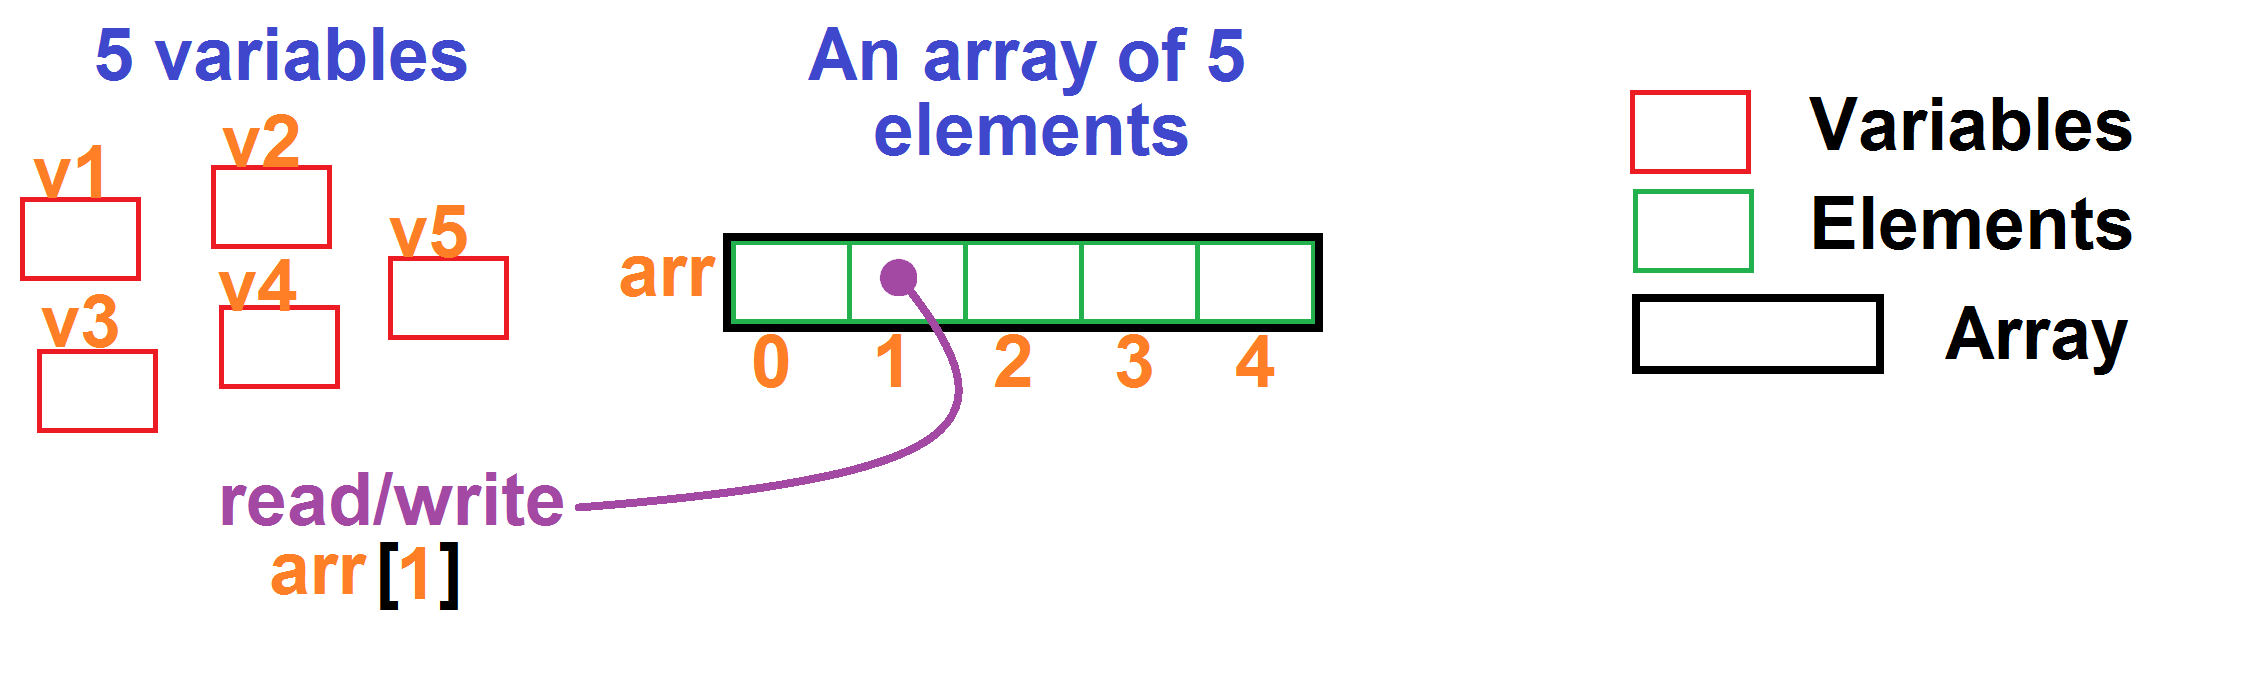 5 variables
v1
v2
v3
v4
v5
An array of 5
elements
arr
0 1 2 3 4
read/write
arr[1]
Variables
Elements
Array